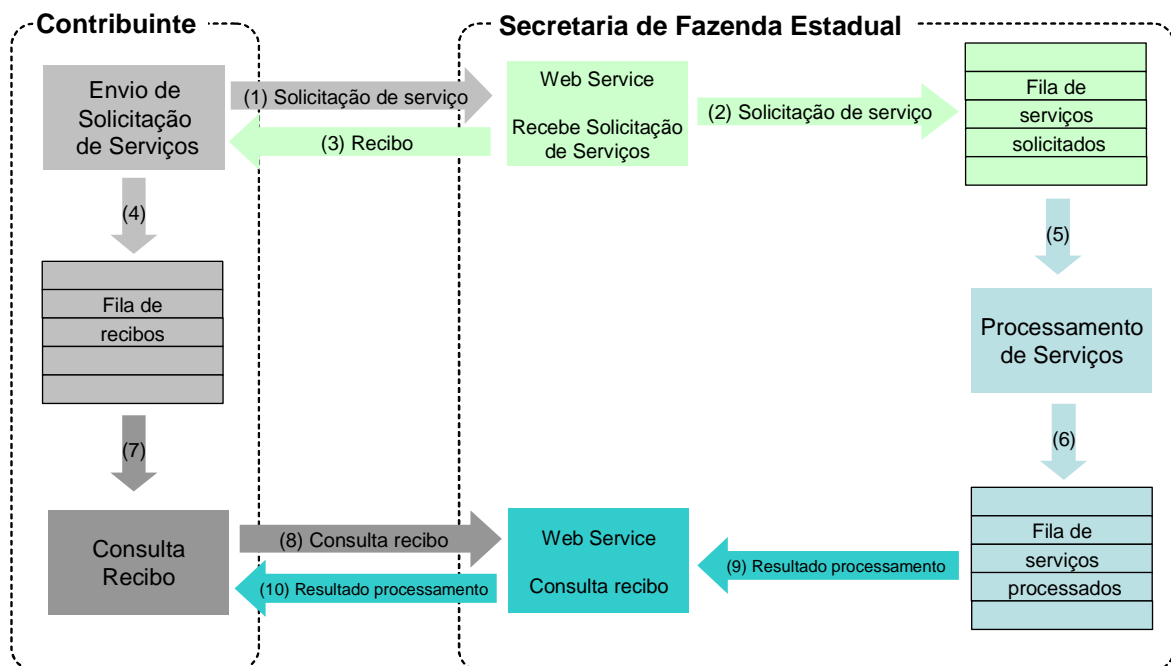 Contribuinte
Secretaria de Fazenda Estadual
Envio de
Solicitação
de Serviços
(1) Solicitação de serviço
(3) Recibo
Web Service
Recebe Solicitação
de Serviços
(2) Solicitação de serviço
Fila de
serviços
solicitados
(4)
(5)
Fila de
recibos
Processamento
de Serviços
(7)
(6)
Consulta
Recibo
(8) Consulta recibo
(10) Resultado processamento
Web Service
Consulta recibo
(9) Resultado processamento
Fila de
serviços
processados